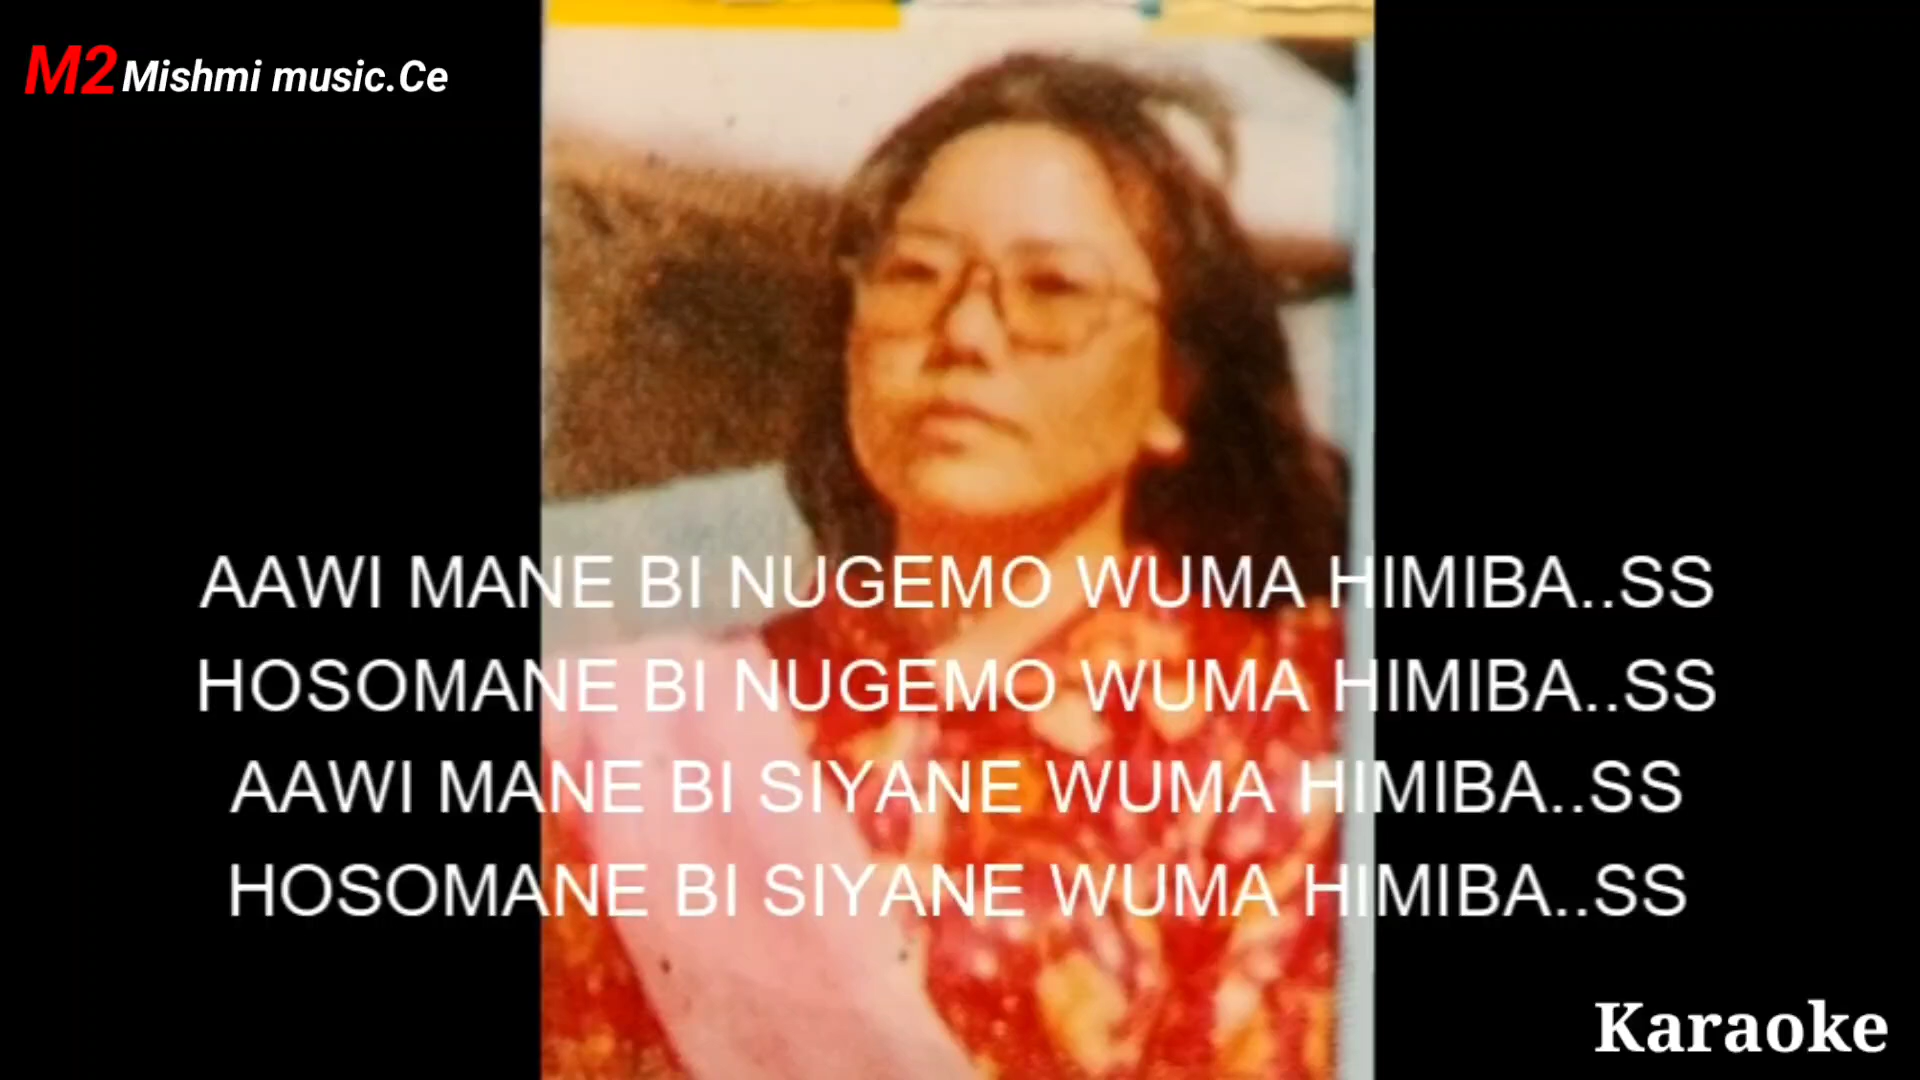 M2 Mishmi music.Ce
AAWI MANE BI NUGEMO WUMA HIMIBA..SS
HOSOMANE BI NUGEMO WUMA HIMIBA..SS
AAWI MANE BI SIYANE WUMA HIMIBA..SS
HOSOMANE BI SIYANE WUMA HIMIBA..SS
Karaoke